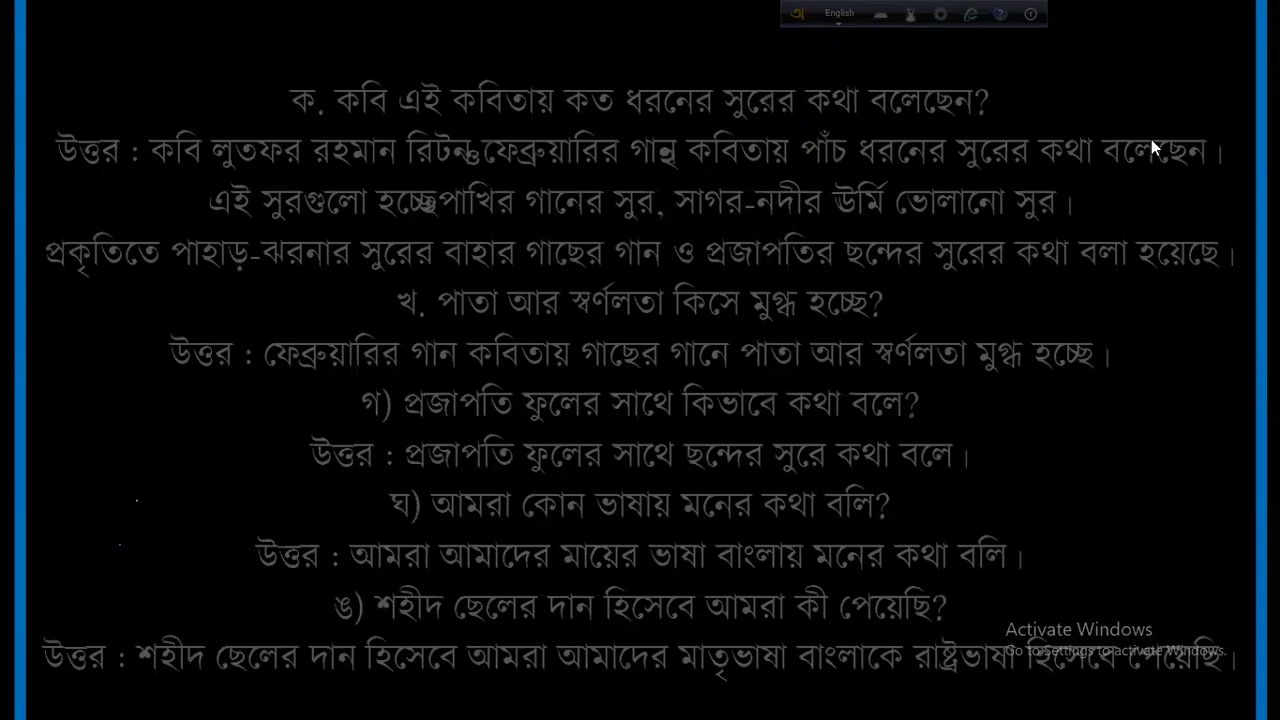 English
ক. কবি এই কবিতায় কত ধরনের সুরের কথা বলেছেন?
উত্তর : কবি লুতফর রহমান রিটন ফেব্রুয়ারির গান কবিতায় পাঁচ ধরনের সুরের কথা বলেছেন।
এই সুরগুলো হচ্ছে পাখির গানের সুর, সাগর-নদীর ঊর্মি ভোলানো সুর।
প্রকৃতিতে পাহাড়-ঝরনার সুরের বাহার গাছের গান ও প্রজাপতির ছন্দের সুরের কথা বলা হয়েছে।
খ. পাতা আর স্বর্ণলতা কিসে মুগ্ধ হচ্ছে?
উত্তর : ফেব্রুয়ারির গান কবিতায় গাছের গানে পাতা আর স্বর্ণলতা মুগ্ধ হচ্ছে।
গ) প্রজাপতি ফুলের সাথে কিভাবে কথা বলে?
উত্তর : প্রজাপতি ফুলের সাথে ছন্দের সুরে কথা বলে।
ঘ) আমরা কোন ভাষায় মনের কথা বলি?
উত্তর : আমরা আমাদের মায়ের ভাষা বাংলায় মনের কথা বলি।
ঙ) শহীদ ছেলের দান হিসেবে আমরা কী পেয়েছি?
উত্তর : শহীদ ছেলের দান হিসেবে আমরা আমাদের মাতৃভাষা বাংলাকে রাষ্ট্রভাষা হিসেবে পেয়েছি।
Activate Windows
Go to Settings to activate Windows.